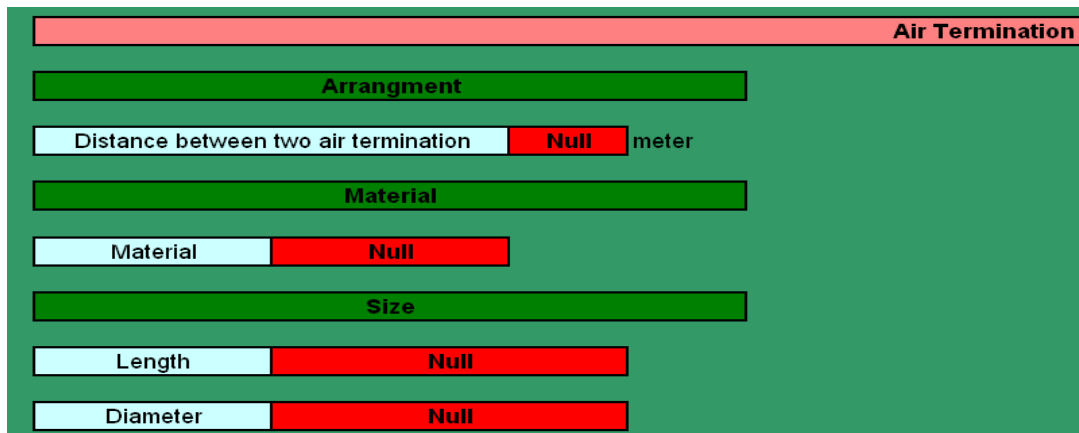 Air Termination
Arrangment
Distance between two air termination Null meter
Material
Material Null
Size
Length Null
Diameter Null